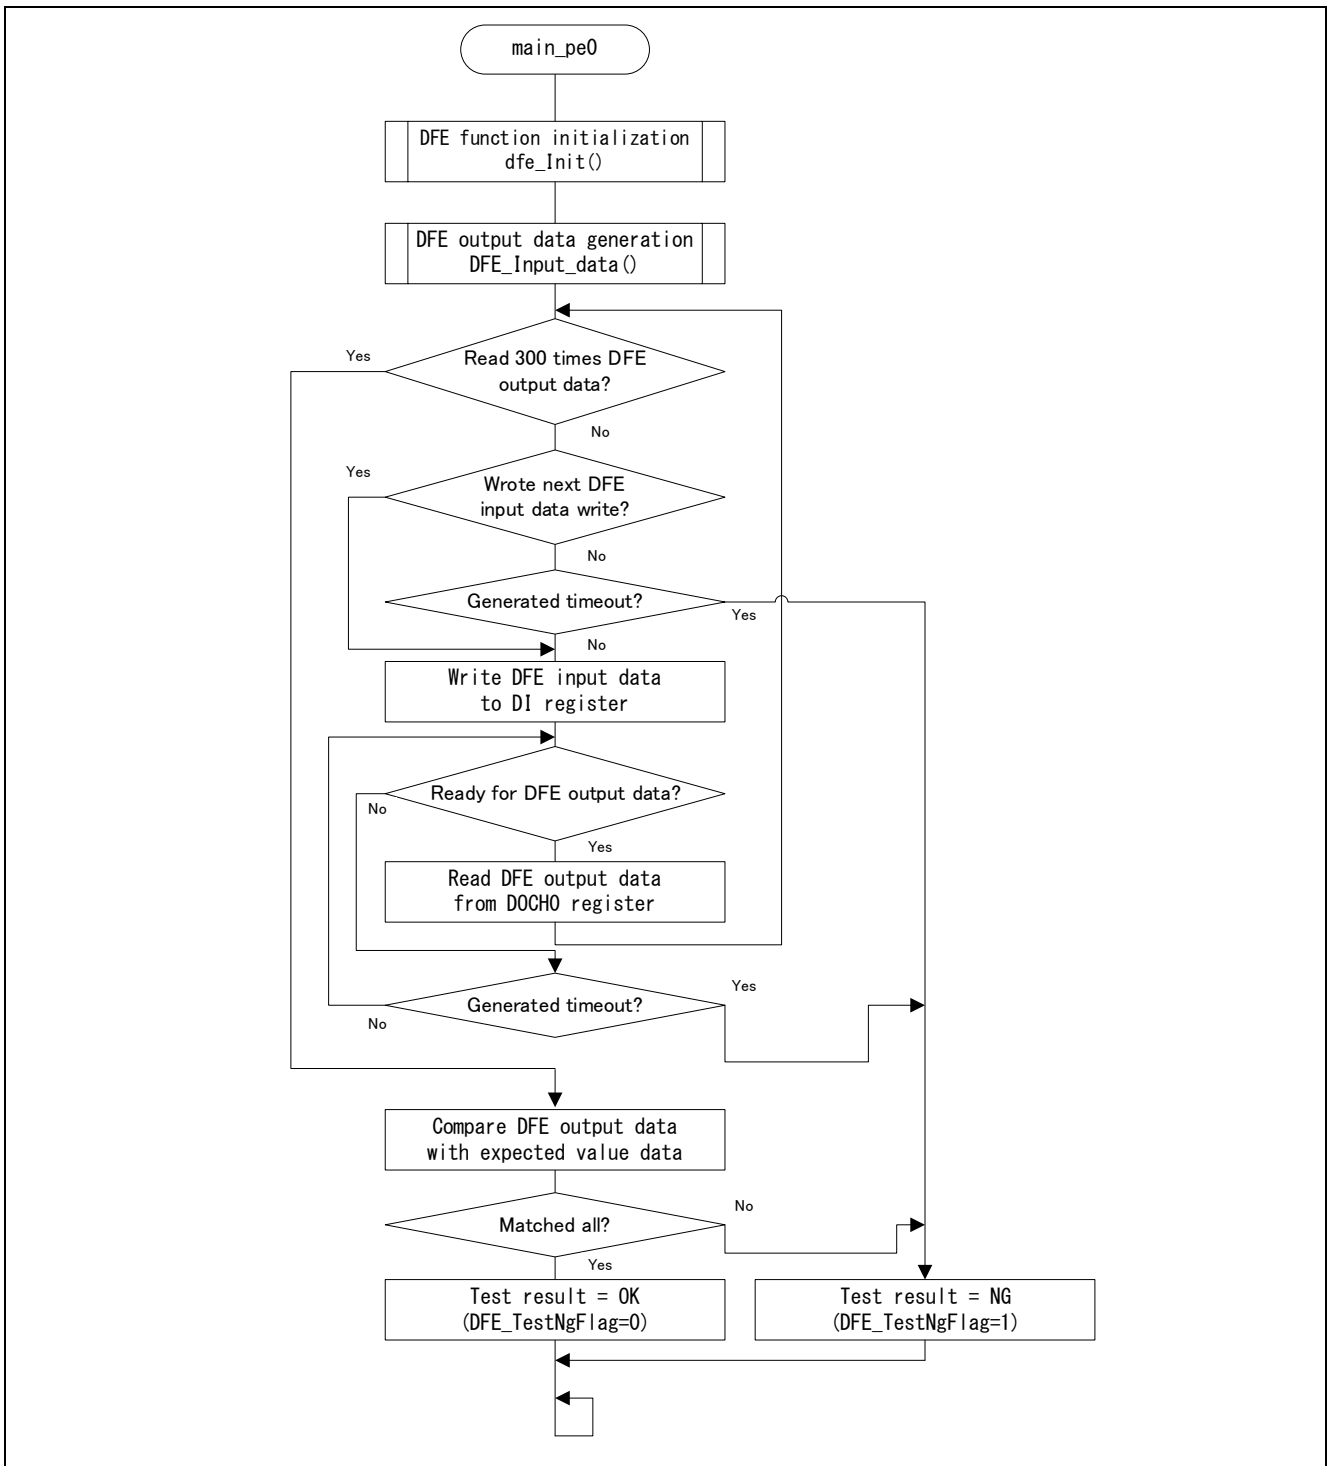 main_pe0
DFE function initialization
dfe_Init()
DFE output data generation
DFE_Input_data()
Yes
Read 300 times DFE
output data?
No
Yes
Wrote next DFE
input data write?
No
Generated timeout?
Yes
No
Write DFE input data
to DI register
Ready for DFE output data?
No
Yes
Read DFE output data
from DOCH0 register
Generated timeout?
Yes
No
Compare DFE output data
with expected value data
Matched all?
No
Yes
Test result = OK
(DFE_TestNgFlag=0)
Test result = NG
(DFE_TestNgFlag=1)